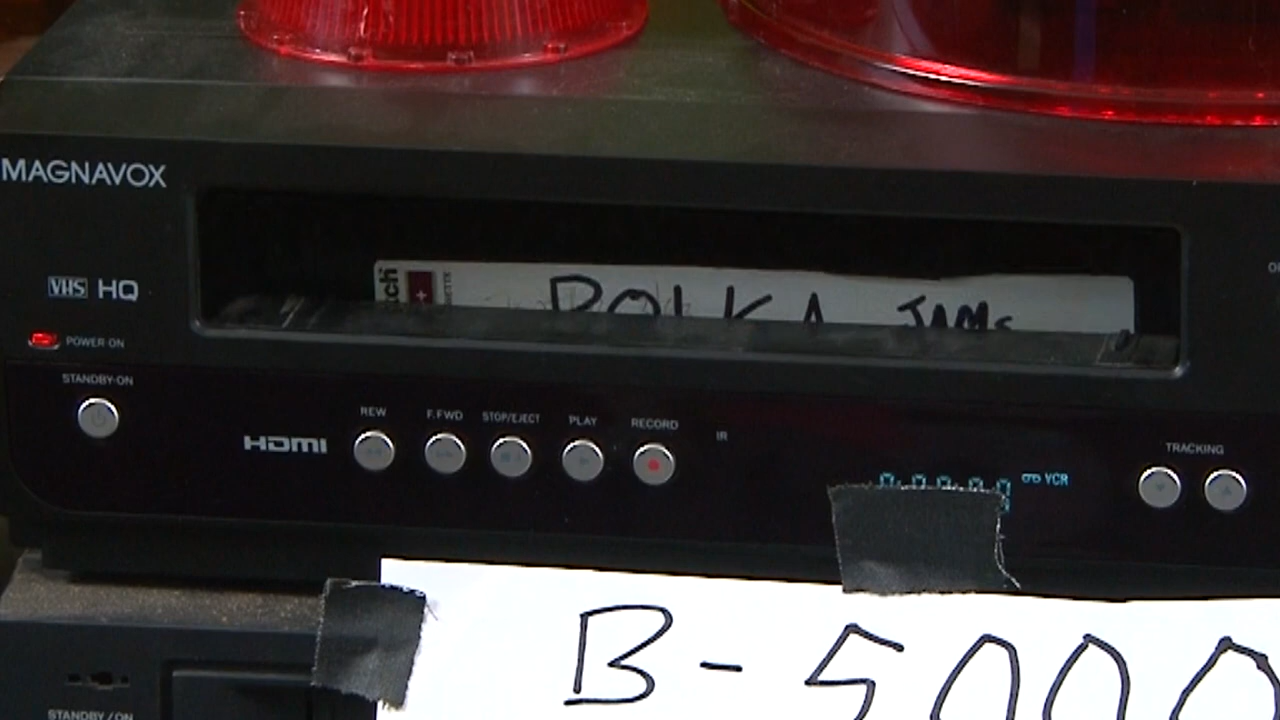 MAGNAVOX
POLKA JAMS
VHS HQ
POWER ON
STANDBY-ON
REW F.FWD STOP/EJECT PLAY RECORD
IR
HDMI
TRACKING
VCR
B-5000
STANDBY/ON